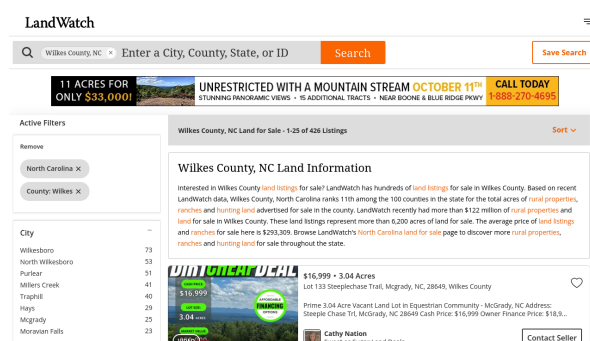 LandWatch
Wilkes County, NC × Enter a City, County, State, or ID Search Save Search
11 ACRES FOR ONLY $33,000!
UNRESTRICTED WITH A MOUNTAIN STREAM OCTOBER 11TH
STUNNING PANORAMIC VIEWS • 15 ADDITIONAL TRACTS • NEAR BOONE & BLUE RIDGE PKWY
CALL TODAY
1-888-270-4695
Active Filters
Remove
North Carolina ×
County: Wilkes ×
City −
Wilkesboro 73
North Wilkesboro 53
Purlear 51
Millers Creek 41
Traphill 40
Hays 29
Mcgrady 25
Moravian Falls 23
Wilkes County, NC Land for Sale - 1-25 of 426 Listings Sort
Wilkes County, NC Land Information
Interested in Wilkes County land listings for sale? LandWatch has hundreds of land listings for sale in Wilkes County. Based on recent
LandWatch data, Wilkes County, North Carolina ranks 11th among the 100 counties in the state for the total acres of rural properties,
ranches and hunting land advertised for sale in the county. LandWatch recently had more than $122 million of rural properties and
land for sale in Wilkes County. These land listings represent more than 6,200 acres of land for sale. The average price of land listings
and ranches for sale here is $293,309. Browse LandWatch's North Carolina land for sale page to discover more rural properties,
ranches and hunting land for sale throughout the state.
DIRT CHEAP DEAL
$16,999
3.04 ACRES
AFFORDABLE
FINANCING
OPTIONS
$16,999 • 3.04 Acres
Lot 133 Steeplechase Trail, Mcgrady, NC, 28649, Wilkes County
Prime 3.04 Acre Vacant Land Lot in Equestrian Community - McGrady, NC Address:
Steeple Chase Trl, McGrady, NC 28649 Cash Price: $16,999 Owner Finance Price: $18,9...
Cathy Nation
Contact Seller